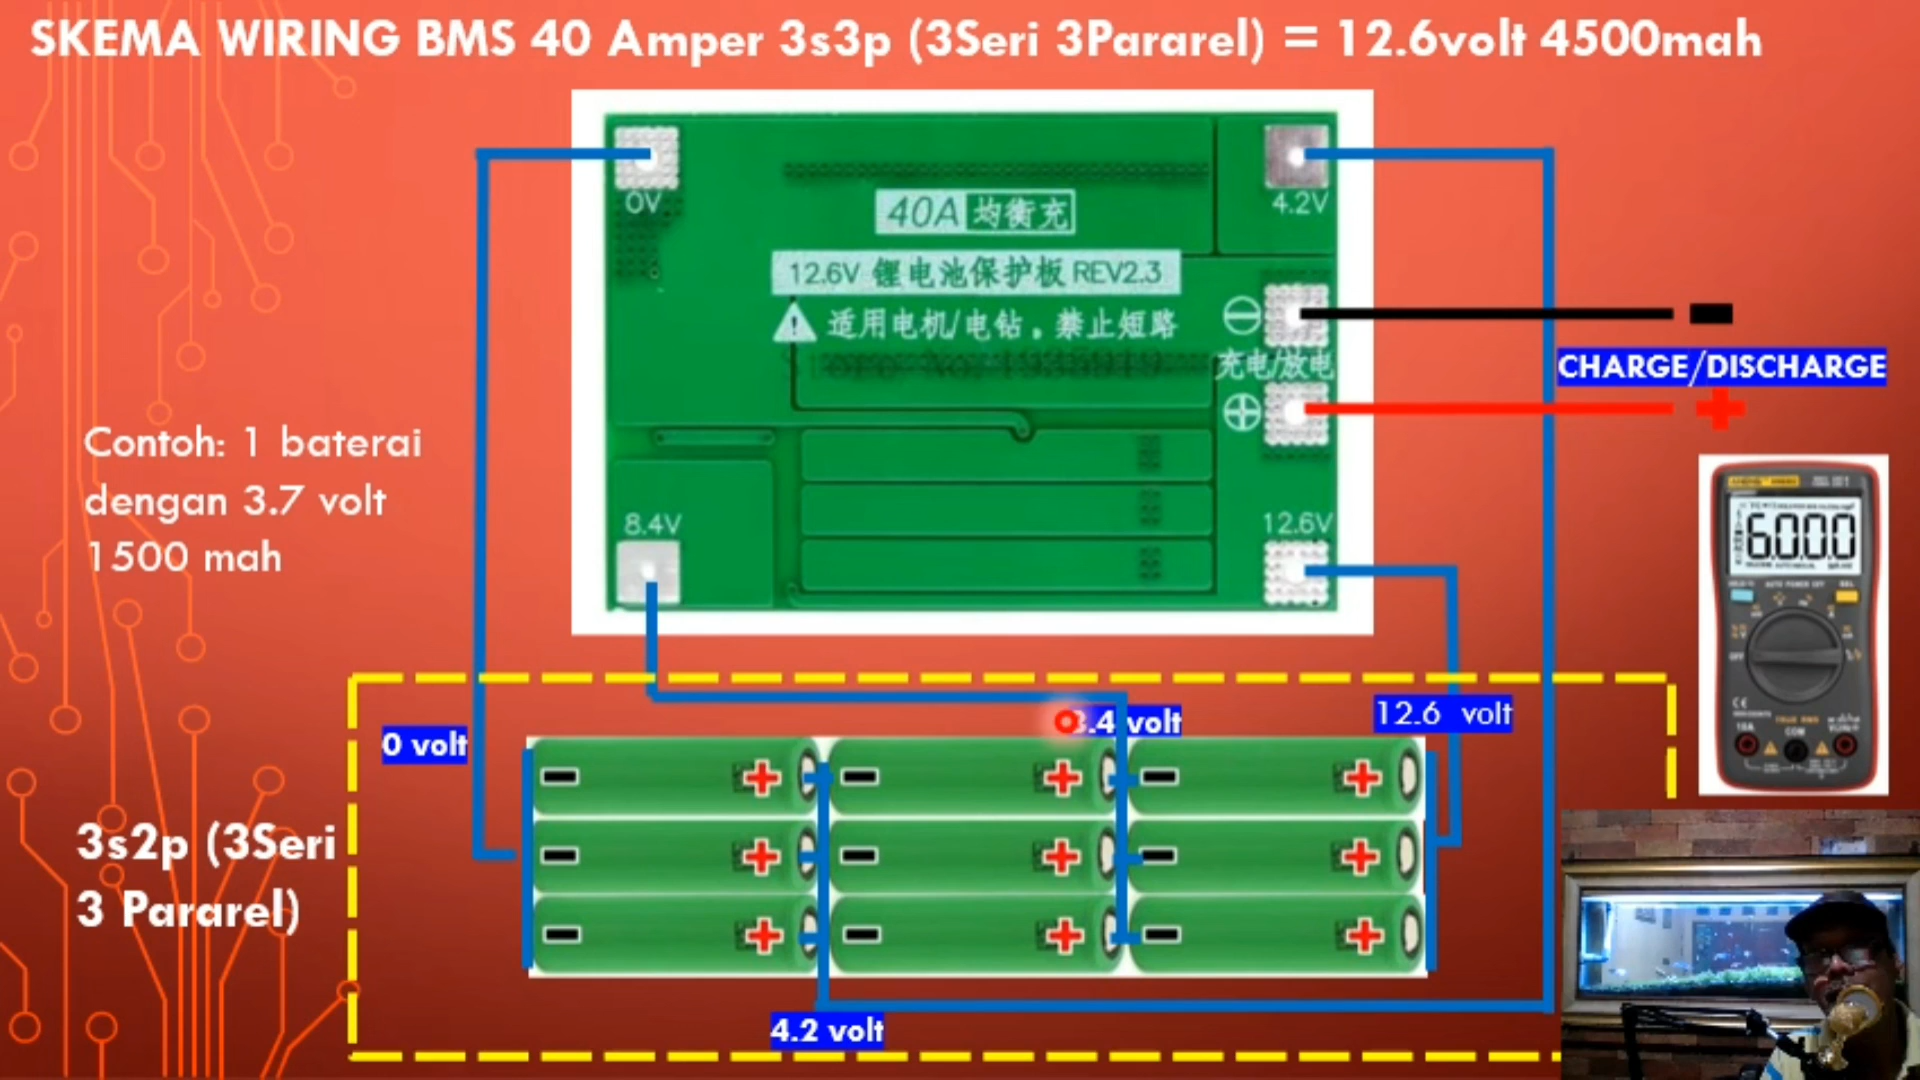 SKEMA WIRING BMS 40 Amper 3s3p (3Seri 3Pararel) = 12.6volt 4500mah
0V
4.2V
40A 均衡充
12.6V 锂电池保护板 REV2.3
适用电机/电钻，禁止短路
充电/放电
CHARGE/DISCHARGE
Contoh: 1 baterai
dengan 3.7 volt
1500 mah
8.4V
12.6V
6.000
0 volt
.4 volt
12.6 volt
3s2p (3Seri
3 Pararel)
4.2 volt